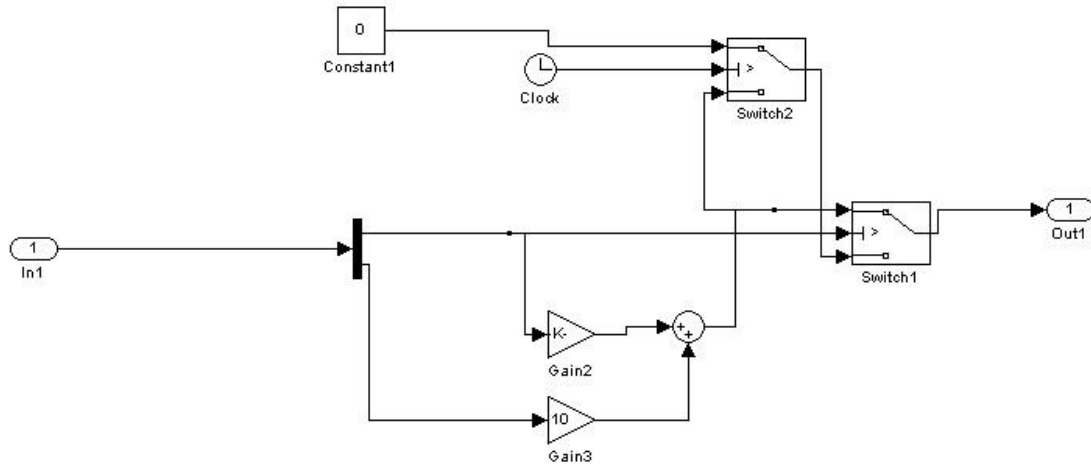 0
Constant1
Clock
>
Switch2
1
In1
1
Out1
>
Switch1
K-
Gain2
+
+
10
Gain3